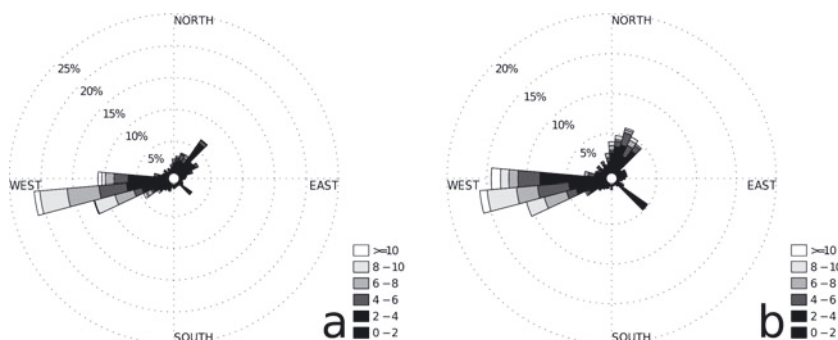 NORTH
25%
20%
15%
10%
5%
WEST
EAST
SOUTH
>=10
8 – 10
6 – 8
4 – 6
2 – 4
0 – 2
a
NORTH
20%
15%
10%
5%
WEST
EAST
SOUTH
>=10
8 – 10
6 – 8
4 – 6
2 – 4
0 – 2
b